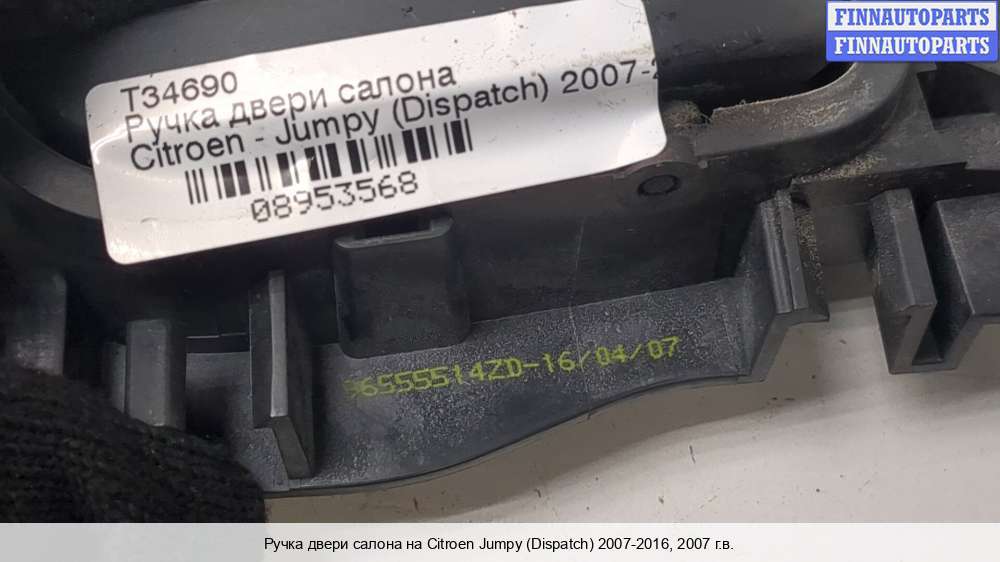 FINNAUTOPARTS
FINNAUTOPARTS
T34690
Ручка двери салона
Citroen - Jumpy (Dispatch) 2007-2
08953568
96555514ZD-16/04/07
Ручка двери салона на Citroen Jumpy (Dispatch) 2007-2016, 2007 г.в.